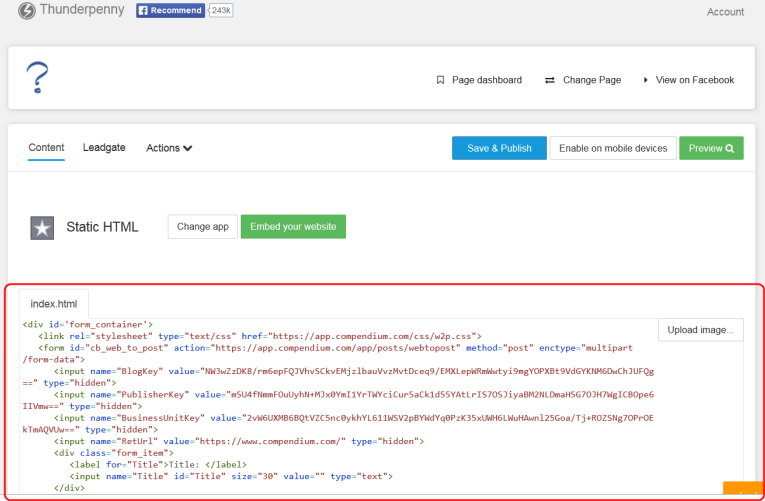 Thunderpenny Recommend 243k Account
?
Page dashboard Change Page View on Facebook
Content Leadgate Actions Save & Publish Enable on mobile devices Preview
Static HTML Change app Embed your website
index.html
Upload image...
<div id='form_container'>
<link rel="stylesheet" type="text/css" href="https://app.compendium.com/css/w2p.css">
<form id="cb_web_to_post" action="https://app.compendium.com/app/posts/webtopost" method="post" enctype="multipart
/form-data">
<input name="BlogKey" value="NW3wZzDK8/rm6epFQJVhvSCkvEMjzlbauVvzMvtDceq9/EMXLepWRmWwtyi9mgYOPXBt9VdGYKNM6DwChJUFQg
==" type="hidden">
<input name="PublisherKey" value="m5U4fNmmFOuUyhN+MJx0YmI1YrTWYciCur5aCk1d55YAtLrIS7OSJiyaBM2NLDmaH5G7OJH7WgICBOpe6
IIVmw==" type="hidden">
<input name="BusinessUnitKey" value="2vW6UXMB6BQtVZC5nc0ykhYL611W5V2pBYWdYq0PzK35xUWH6LWuHAwnl25Goa/Tj+ROZSNg7OPrOE
kTmAQVUw==" type="hidden">
<input name="RetUrl" value="https://www.compendium.com/" type="hidden">
<div class="form_item">
<label for="Title">Title: </label>
<input name="Title" id="Title" size="30" value="" type="text">
</div>